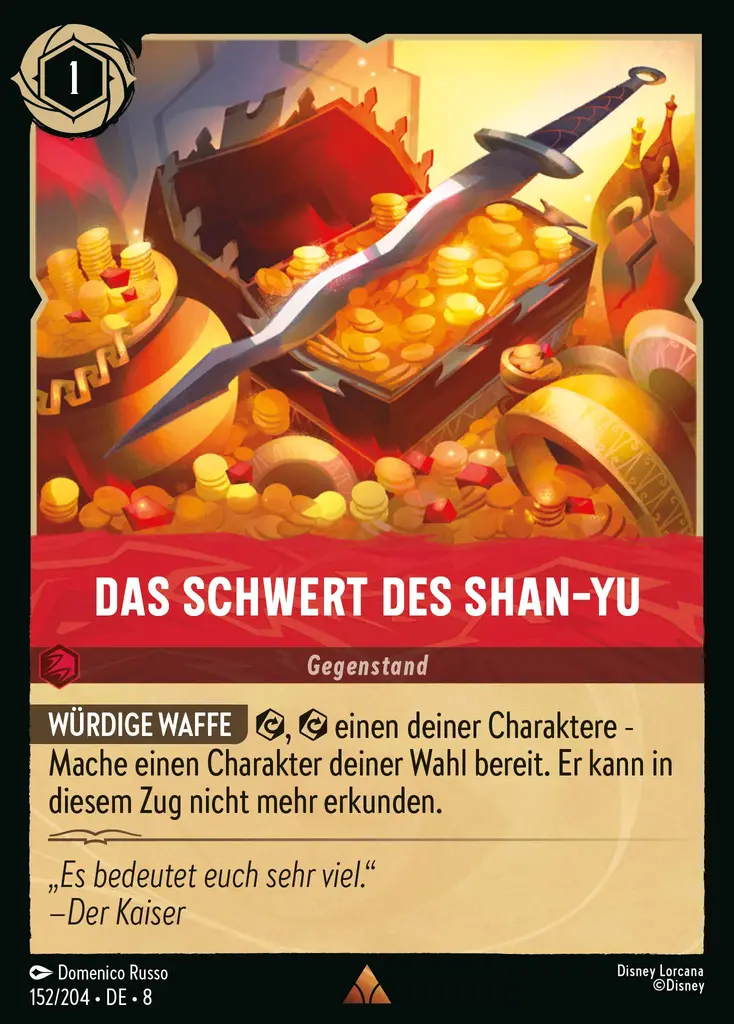 1
DAS SCHWERT DES SHAN-YU
Gegenstand
WÜRDIGE WAFFE , einen deiner Charaktere -
Mache einen Charakter deiner Wahl bereit. Er kann in
diesem Zug nicht mehr erkunden.
„Es bedeutet euch sehr viel.“
–Der Kaiser
Domenico Russo
Disney Lorcana
152/204 • DE • 8
©Disney